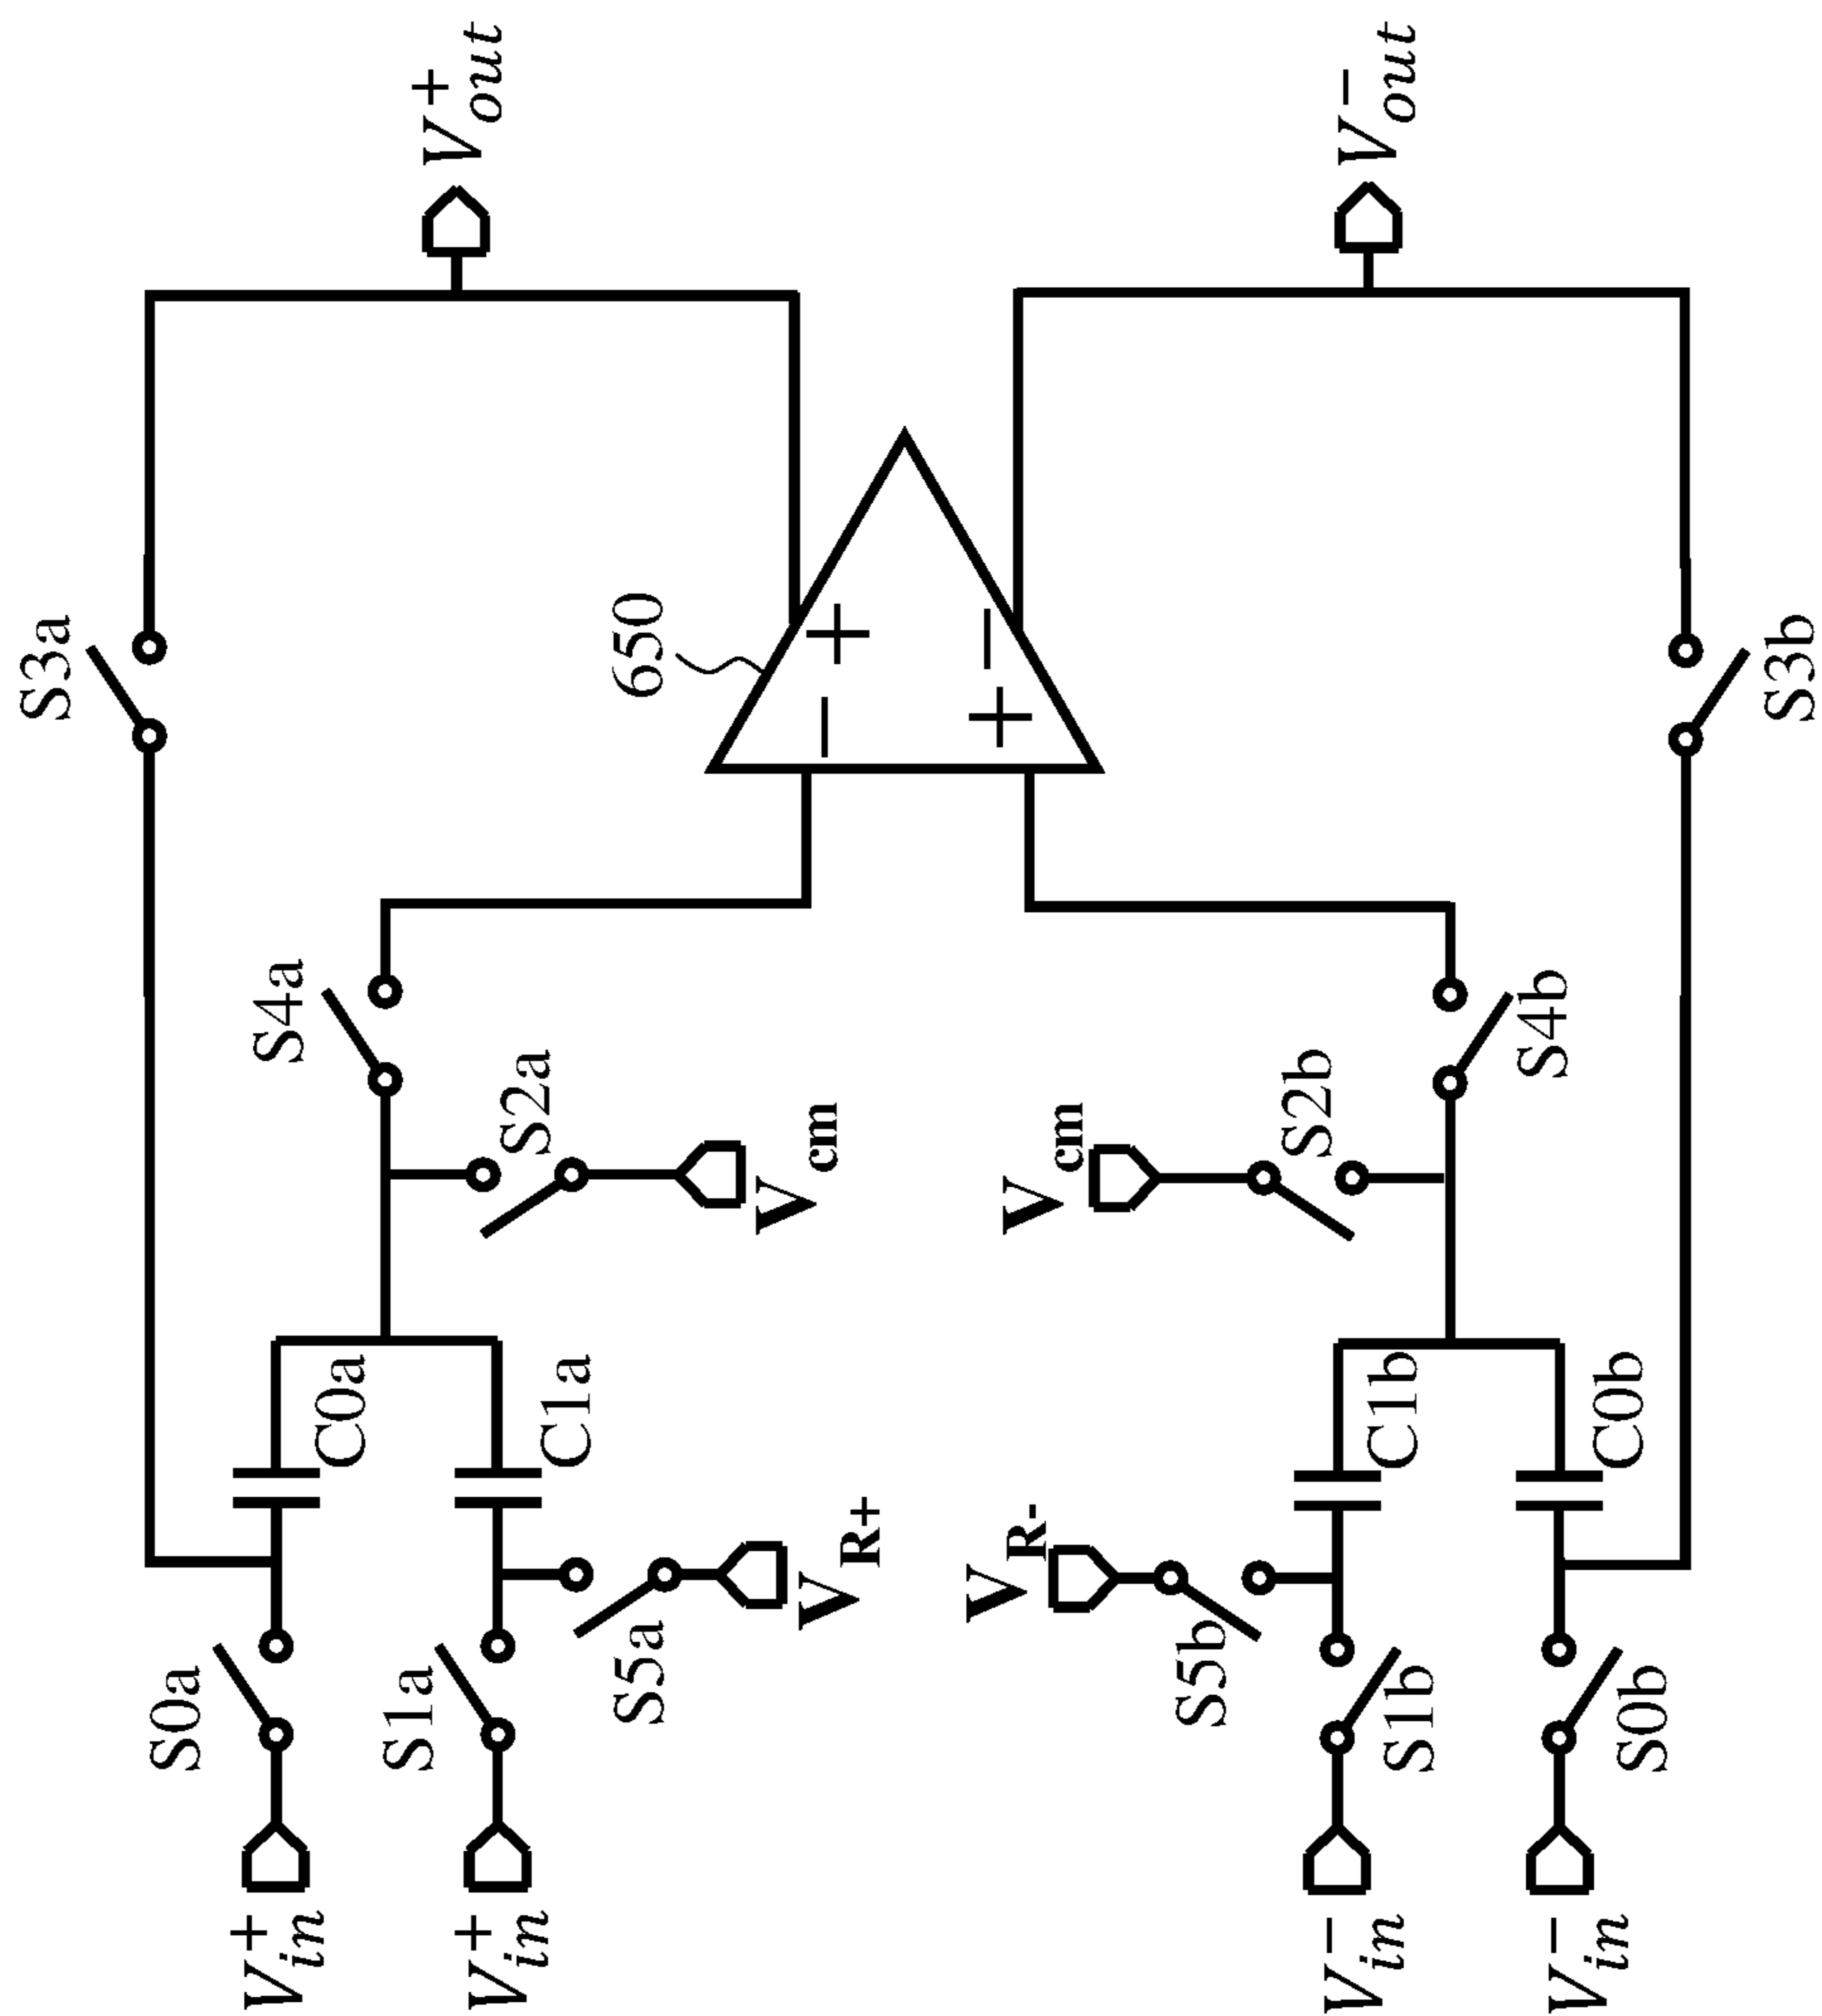 S3a
V+out
S0a
S4a
V+in
C0a
S2a
Vcm
S1a
V+in
C1a
S5a
VR+
650
− +
+ −
VR-
S5b
Vcm
S2b
V−in
S1b
C1b
S4b
V−out
V−in
S0b
C0b
S3b